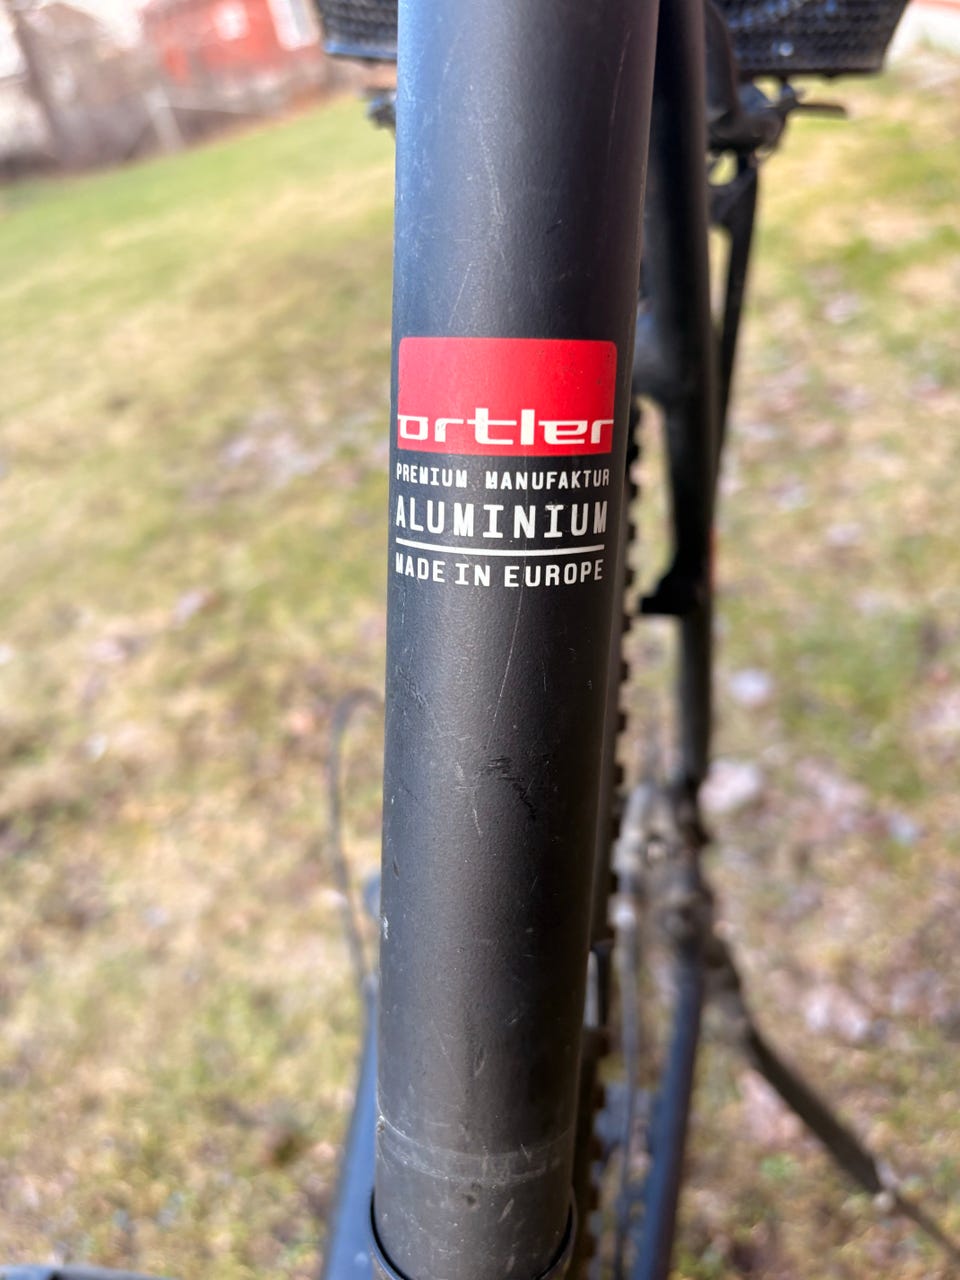 ortler
PREMIUM MANUFAKTUR
ALUMINIUM
MADE IN EUROPE